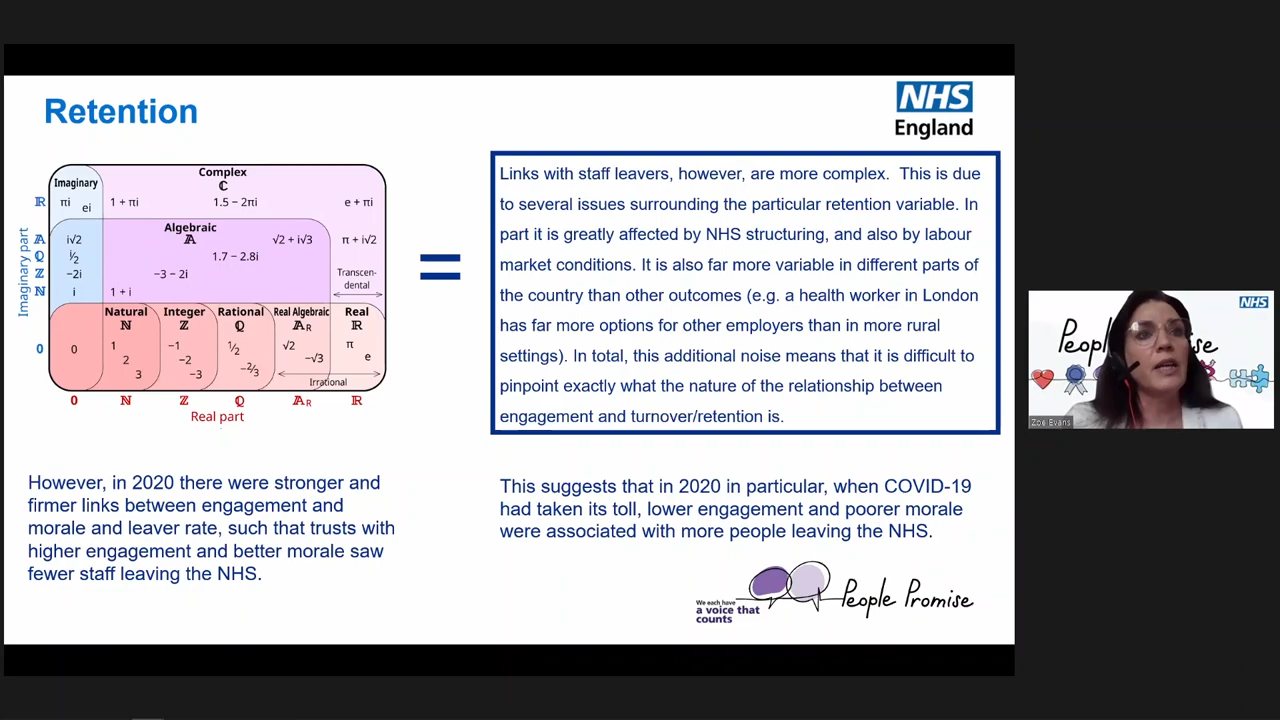 Retention
NHS
England
Complex
ℂ
Imaginary
ℝ πi ei 1 + πi 1.5 − 2πi e + πi
Algebraic
𝔸 i√2 𝔸 √2 + i√3 π + i√2
ℚ i⁄2 1.7 − 2.8i
ℤ −2i −3 − 2i Transcen-
dental
ℕ i 1 + i
Imaginary part
Natural Integer Rational Real Algebraic Real
ℕ ℤ ℚ 𝔸R ℝ
0 0 1 −1 ½ √2 π
2 −2 −√3 e
3 −3 −⅔
Irrational
0 ℕ ℤ ℚ 𝔸R ℝ
Real part
=
Links with staff leavers, however, are more complex. This is due
to several issues surrounding the particular retention variable. In
part it is greatly affected by NHS structuring, and also by labour
market conditions. It is also far more variable in different parts of
the country than other outcomes (e.g. a health worker in London
has far more options for other employers than in more rural
settings). In total, this additional noise means that it is difficult to
pinpoint exactly what the nature of the relationship between
engagement and turnover/retention is.
However, in 2020 there were stronger and
firmer links between engagement and
morale and leaver rate, such that trusts with
higher engagement and better morale saw
fewer staff leaving the NHS.
This suggests that in 2020 in particular, when COVID-19
had taken its toll, lower engagement and poorer morale
were associated with more people leaving the NHS.
We each have
a voice that
counts
People Promise
NHS
Zoe Evans